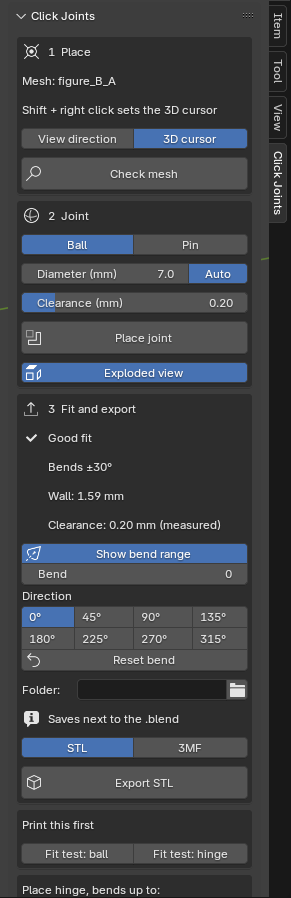 Click Joints
1 Place
Mesh: figure_B_A
Shift + right click sets the 3D cursor
View direction 3D cursor
Check mesh
2 Joint
Ball Pin
Diameter (mm) 7.0 Auto
Clearance (mm) 0.20
Place joint
Exploded view
3 Fit and export
Good fit
Bends ±30°
Wall: 1.59 mm
Clearance: 0.20 mm (measured)
Show bend range
Bend 0
Direction
0° 45° 90° 135°
180° 225° 270° 315°
Reset bend
Folder:
Saves next to the .blend
STL 3MF
Export STL
Print this first
Fit test: ball Fit test: hinge
Place hinge, bends up to:
Item
Tool
View
Click Joints